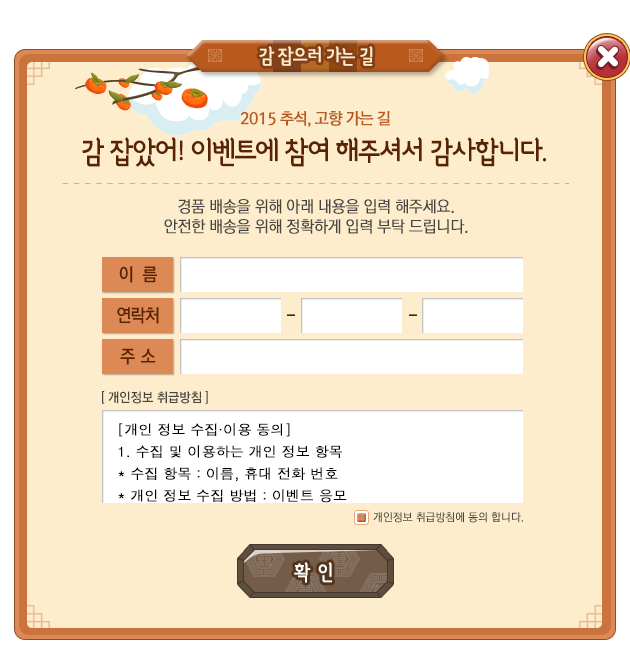 감 잡으러 가는 길
2015 추석, 고향 가는 길
감 잡았어! 이벤트에 참여 해주셔서 감사합니다.
경품 배송을 위해 아래 내용을 입력 해주세요.
안전한 배송을 위해 정확하게 입력 부탁 드립니다.
이 름
연락처 - -
주 소
[ 개인정보 취급방침 ]
[개인 정보 수집·이용 동의]
1. 수집 및 이용하는 개인 정보 항목
* 수집 항목 : 이름, 휴대 전화 번호
* 개인 정보 수집 방법 : 이벤트 응모
개인정보 취급방침에 동의 합니다.
확 인